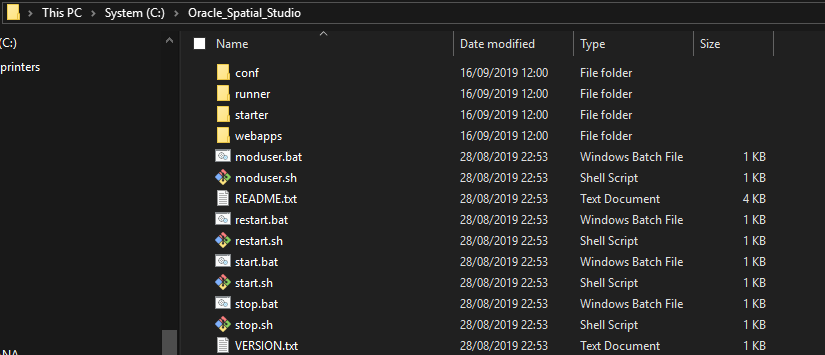 This PC > System (C:) > Oracle_Spatial_Studio
(C:)
printers
Name Date modified Type Size
conf 16/09/2019 12:00 File folder
runner 16/09/2019 12:00 File folder
starter 16/09/2019 12:00 File folder
webapps 16/09/2019 12:00 File folder
moduser.bat 28/08/2019 22:53 Windows Batch File 1 KB
moduser.sh 28/08/2019 22:53 Shell Script 1 KB
README.txt 28/08/2019 22:53 Text Document 4 KB
restart.bat 28/08/2019 22:53 Windows Batch File 1 KB
restart.sh 28/08/2019 22:53 Shell Script 1 KB
start.bat 28/08/2019 22:53 Windows Batch File 1 KB
start.sh 28/08/2019 22:53 Shell Script 1 KB
stop.bat 28/08/2019 22:53 Windows Batch File 1 KB
stop.sh 28/08/2019 22:53 Shell Script 1 KB
VERSION.txt 28/08/2019 22:53 Text Document 1 KB